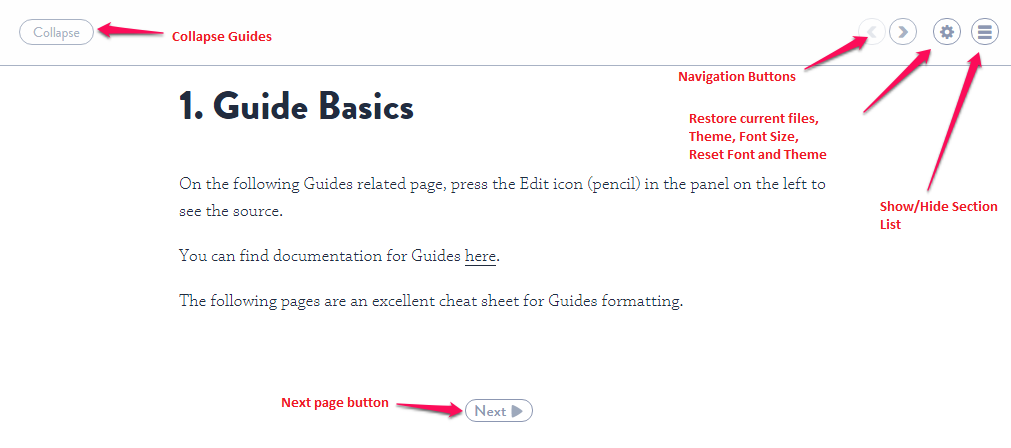 Collapse
Collapse Guides
Navigation Buttons
1. Guide Basics
Restore current files,
Theme, Font Size,
Reset Font and Theme
On the following Guides related page, press the Edit icon (pencil) in the panel on the left to
see the source.
Show/Hide Section
List
You can find documentation for Guides here.
The following pages are an excellent cheat sheet for Guides formatting.
Next page button
Next